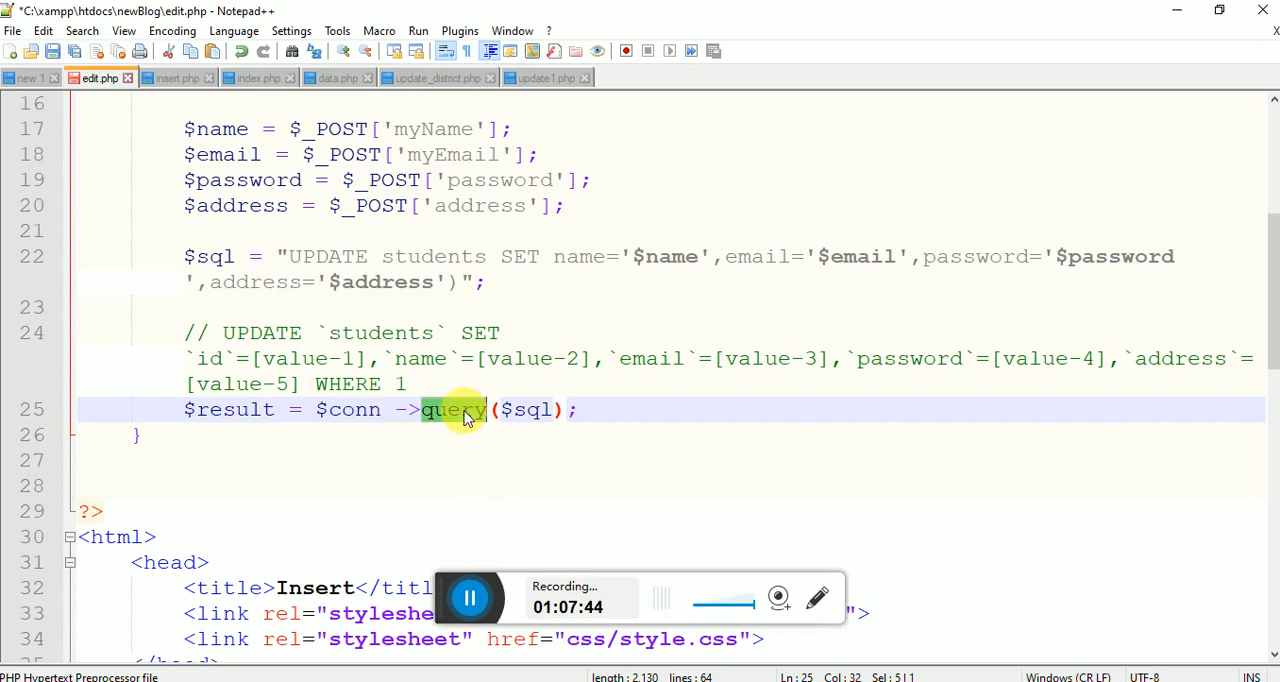 *C:\xampp\htdocs\newBlog\edit.php - Notepad++
File Edit Search View Encoding Language Settings Tools Macro Run Plugins Window ? X
new 1 edit.php insert.php index.php data.php update_district.php update1.php
16
17 $name = $_POST['myName'];
18 $email = $_POST['myEmail'];
19 $password = $_POST['password'];
20 $address = $_POST['address'];
21
22 $sql = "UPDATE students SET name='$name',email='$email',password='$password
',address='$address')";
23
24 // UPDATE `students` SET
`id`=[value-1],`name`=[value-2],`email`=[value-3],`password`=[value-4],`address`=
[value-5] WHERE 1
25 $result = $conn ->query($sql);
26 }
27
28
29 ?>
30 <html>
31 <head>
32 <title>Insert</titl
33 <link rel="styleshe ">
34 <link rel="stylesheet" href="css/style.css">
Recording...
01:07:44
PHP Hypertext Preprocessor file length : 2,130 lines : 64 Ln : 25 Col : 32 Sel : 5 | 1 Windows (CR LF) UTF-8 INS